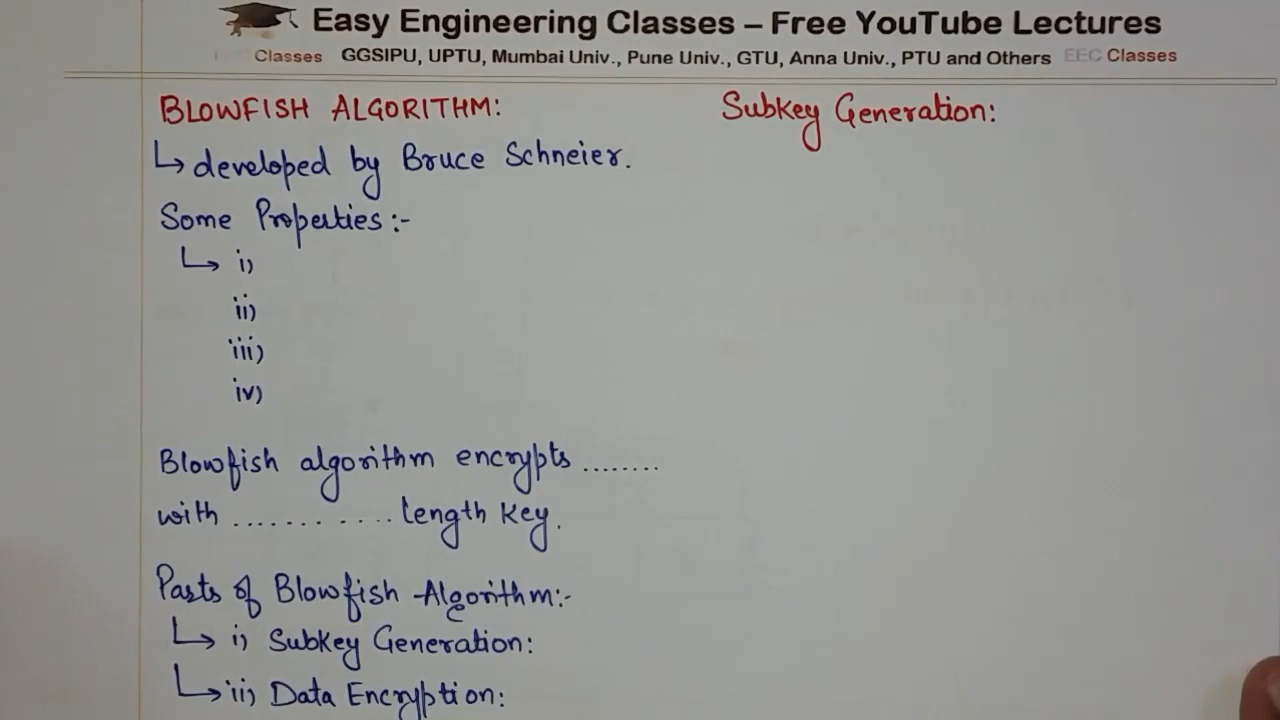 Easy Engineering Classes – Free YouTube Lectures
Classes GGSIPU, UPTU, Mumbai Univ., Pune Univ., GTU, Anna Univ., PTU and Others EEC Classes
BLOWFISH ALGORITHM:
↳ developed by Bruce Schneier.
Some Properties :-
↳ i)
ii)
iii)
iv)
Blowfish algorithm encrypts ........
with ........... length key.
Parts of Blowfish Algorithm:-
↳ i) Subkey Generation:
↳ ii) Data Encryption:
Subkey Generation: